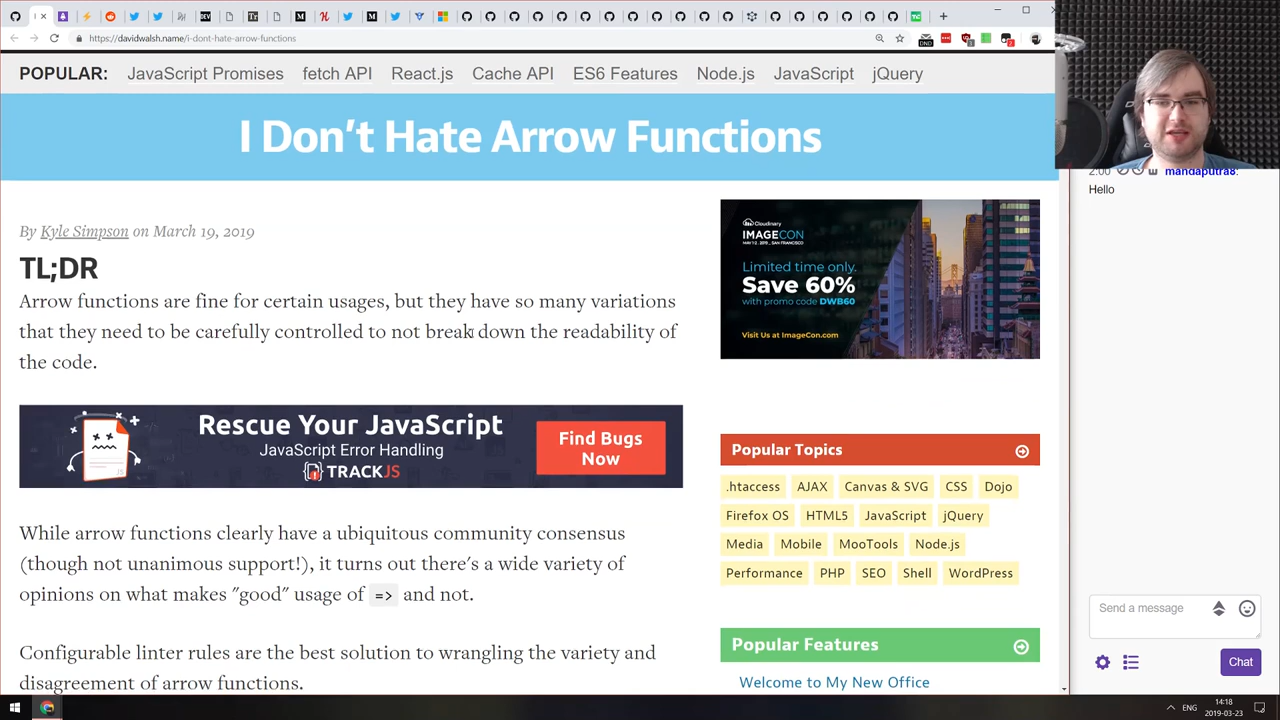 https://davidwalsh.name/i-dont-hate-arrow-functions
POPULAR: JavaScript Promises fetch API React.js Cache API ES6 Features Node.js JavaScript jQuery
I Don't Hate Arrow Functions
By Kyle Simpson on March 19, 2019
TL;DR
Arrow functions are fine for certain usages, but they have so many variations
that they need to be carefully controlled to not break down the readability of
the code.
Rescue Your JavaScript
JavaScript Error Handling
TRACKJS
Find Bugs
Now
While arrow functions clearly have a ubiquitous community consensus
(though not unanimous support!), it turns out there's a wide variety of
opinions on what makes "good" usage of => and not.
Configurable linter rules are the best solution to wrangling the variety and
disagreement of arrow functions.
Cloudinary
IMAGECON
Limited time only.
Save 60%
with promo code DWB60
Visit Us at ImageCon.com
Popular Topics
.htaccess AJAX Canvas & SVG CSS Dojo
Firefox OS HTML5 JavaScript jQuery
Media Mobile MooTools Node.js
Performance PHP SEO Shell WordPress
Popular Features
Welcome to My New Office
2:00 mandaputra8:
Hello
Send a message
Chat
ENG
14:18
2019-03-23